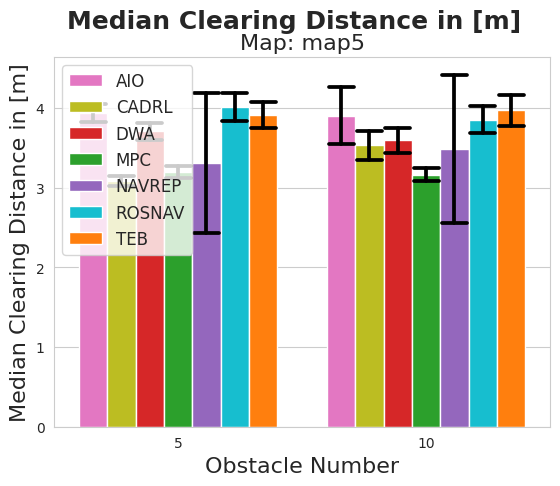 Median Clearing Distance in [m]
Map: map5
Median Clearing Distance in [m]
4
3
2
1
0
AIO
CADRL
DWA
MPC
NAVREP
ROSNAV
TEB
5
10
Obstacle Number